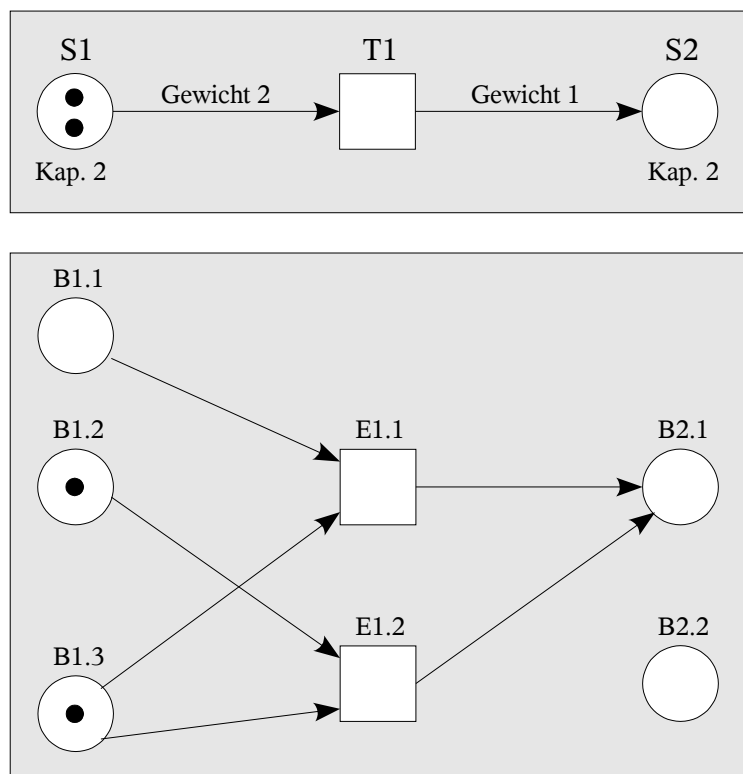 S1 T1 S2
Gewicht 2 Gewicht 1
Kap. 2 Kap. 2
B1.1
B1.2 E1.1 B2.1
B1.3 E1.2 B2.2